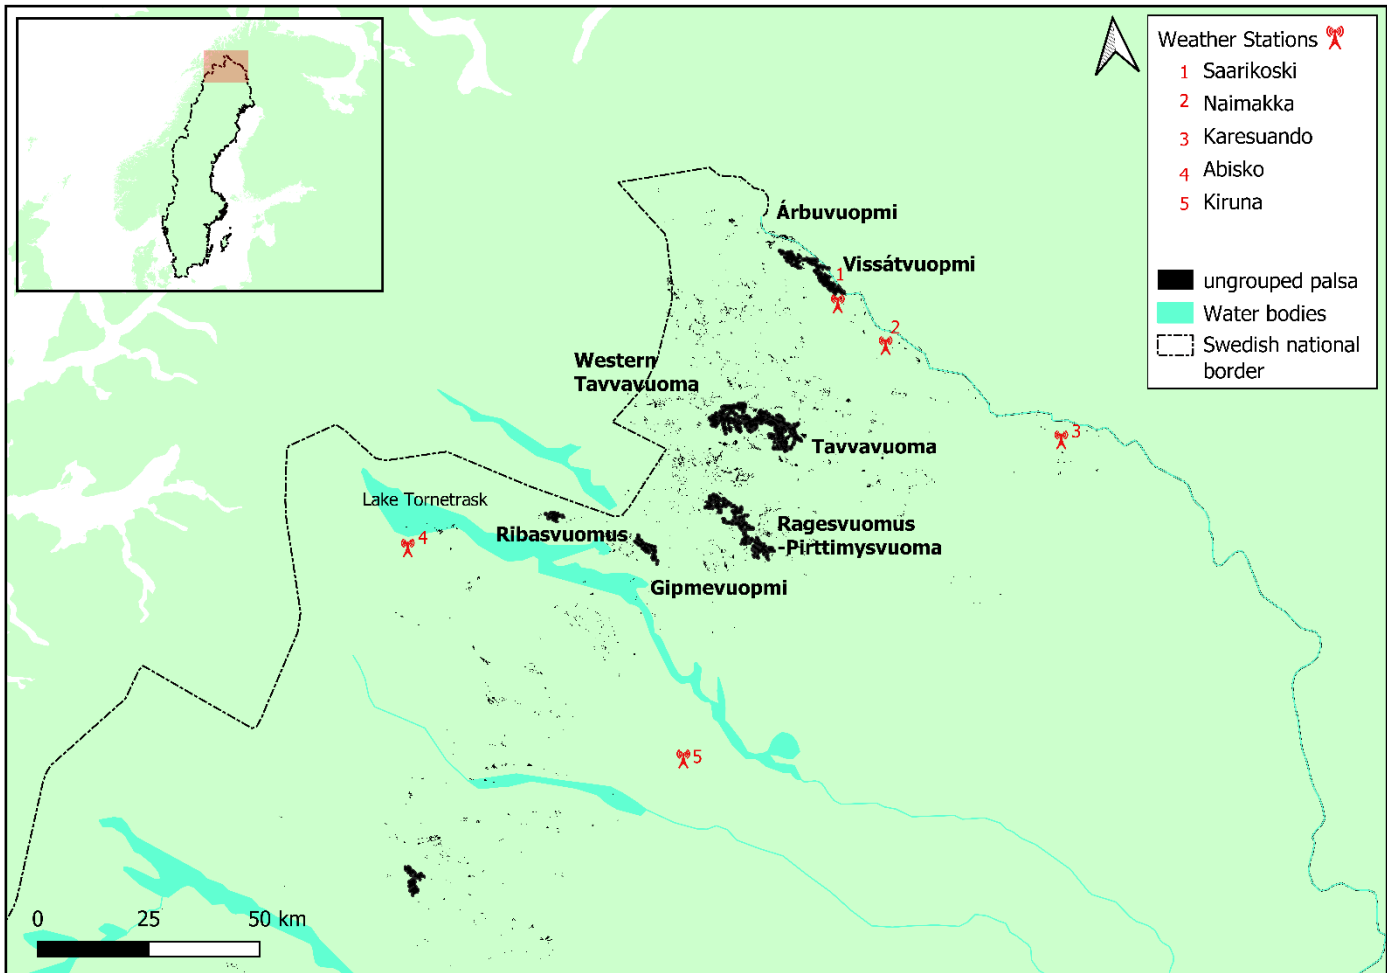 Weather Stations
1 Saarikoski
2 Naimakka
3 Karesuando
4 Abisko
5 Kiruna
ungrouped palsa
Water bodies
Swedish national
border
Árbuvuopmi
Vissátvuopmi
1
2
Western
Tavvavuoma
3
Tavvavuoma
Lake Tornetrask
Ribasvuomus
Ragesvuomus
-Pirttimysvuoma
4
Gipmevuopmi
5
0 25 50 km